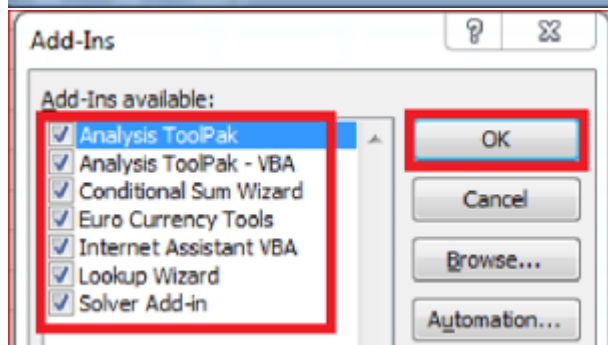 Add-Ins
Add-Ins available:
Analysis ToolPak
Analysis ToolPak - VBA
Conditional Sum Wizard
Euro Currency Tools
Internet Assistant VBA
Lookup Wizard
Solver Add-in
OK
Cancel
Browse...
Automation...